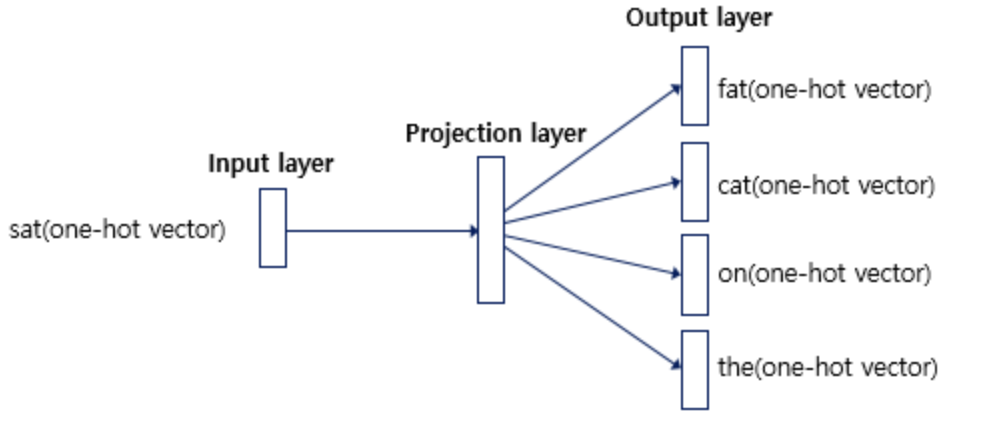 Output layer
fat(one-hot vector)
Projection layer
Input layer
cat(one-hot vector)
sat(one-hot vector)
on(one-hot vector)
the(one-hot vector)